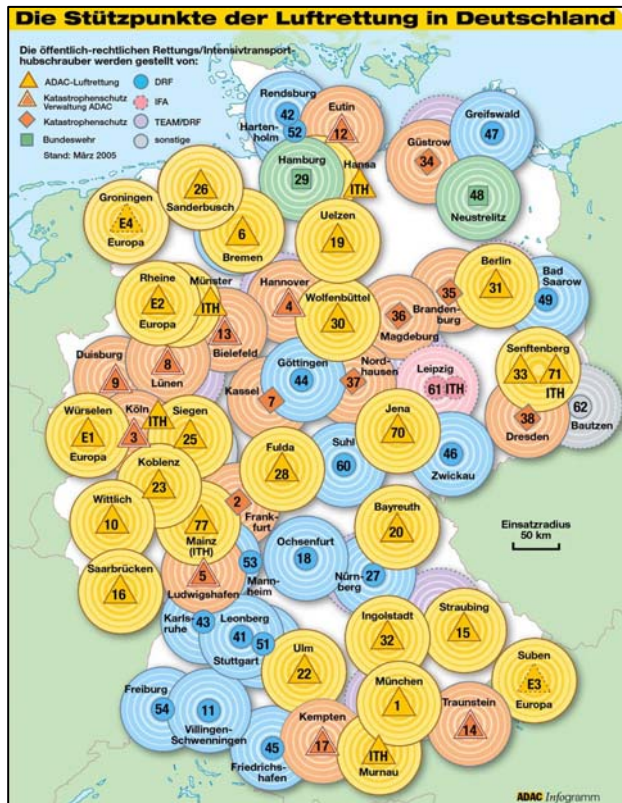 Die Stützpunkte der Luftrettung in Deutschland
Die öffentlich-rechtlichen Rettungs/Intensivtransport-
hubschrauber werden gestellt von:
ADAC-Luftrettung
Katastrophenschutz
Verwaltung ADAC
Katastrophenschutz
Bundeswehr
DRF
IFA
TEAM/DRF
sonstige
Stand: März 2005
Rendsburg
42
Harten-
holm
52
Eutin
12
Greifswald
47
Güstrow
34
Hamburg
29
Hansa
ITH
48
Neustrelitz
Groningen
E4
Europa
26
Sanderbusch
6
Bremen
Uelzen
19
Berlin
31
Bad
Saarow
49
Rheine
E2
Europa
Münster
ITH
13
Bielefeld
Hannover
4
Wolfenbüttel
30
36
Magdeburg
35
Branden-
burg
Duisburg
9
8
Lünen
Göttingen
44
Kassel
7
Nord-
hausen
37
Leipzig
61 ITH
Senftenberg
33
71
ITH
38
Dresden
62
Bautzen
Würselen
E1
Europa
Köln
3
ITH
Siegen
25
Jena
70
46
Zwickau
Suhl
60
Fulda
28
Koblenz
23
Wittlich
10
2
Frank-
furt
77
Mainz
(ITH)
Bayreuth
20
Einsatzradius
50 km
Ochsenfurt
18
53
Mann-
heim
5
Ludwigshafen
Saarbrücken
16
27
Nürn-
berg
Karls-
ruhe
43
Leonberg
41
51
Stuttgart
Ingolstadt
32
Straubing
15
Ulm
22
Suben
E3
Europa
München
1
Traunstein
14
Freiburg
54
11
Villingen-
Schwenningen
45
Friedrichs-
hafen
Kempten
17
ITH
Murnau
ADAC Infogramm